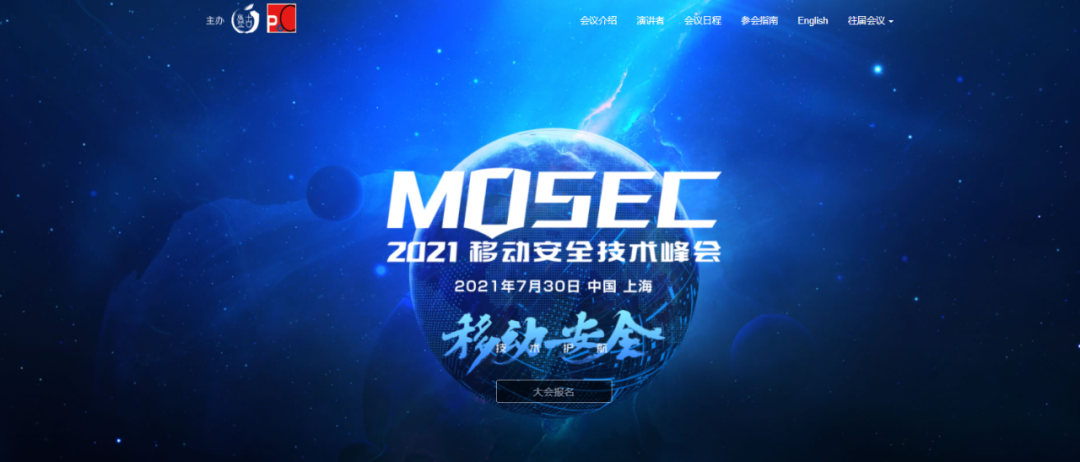 主办
PC
会议介绍 演讲者 会议日程 参会指南 English 往届会议
MOSEC
2021 移动安全技术峰会
2021年7月30日 中国 上海
移动安全
技术护航
大会报名